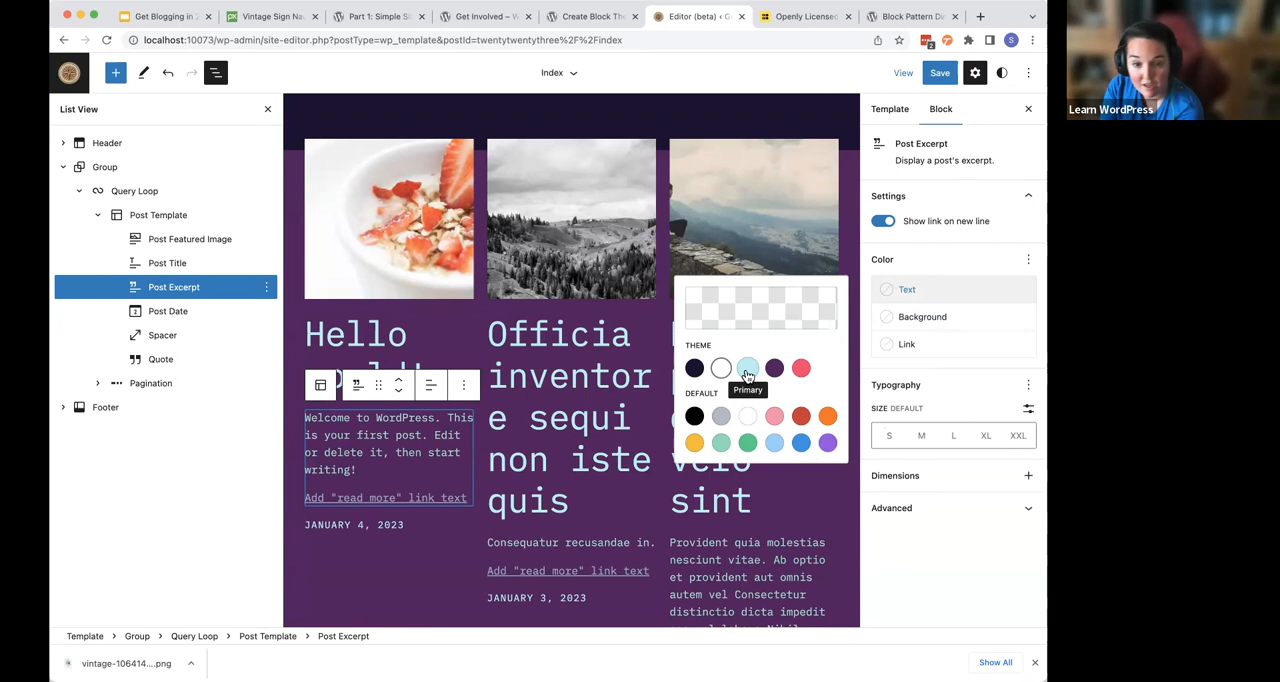 Get Blogging in 2
Vintage Sign Nau
Part 1: Simple Si
Get Involved – W
Create Block The
Editor (beta) ‹ G
Openly Licensed
Block Pattern Di
localhost:10073/wp-admin/site-editor.php?postType=wp_template&postId=twentytwentythree%2F%2Findex
2
S
Learn WordPress
Index
View
Save
List View
Header
Group
Query Loop
Post Template
Post Featured Image
Post Title
Post Excerpt
Post Date
Spacer
Quote
Pagination
Footer
Hello
Welcome to WordPress. This
is your first post. Edit
or delete it, then start
writing!
Add "read more" link text
JANUARY 4, 2023
Officia
inventor
e sequi
non iste
quis
Consequatur recusandae in.
Add "read more" link text
JANUARY 3, 2023
sint
Provident quia molestias
nesciunt vitae. Ab optio
et provident aut omnis
autem vel Consectetur
distinctio dicta impedit
THEME
Primary
DEFAULT
Template
Block
Post Excerpt
Display a post's excerpt.
Settings
Show link on new line
Color
Text
Background
Link
Typography
SIZE DEFAULT
S M L XL XXL
Dimensions
Advanced
Template > Group > Query Loop > Post Template > Post Excerpt
vintage-106414....png
Show All